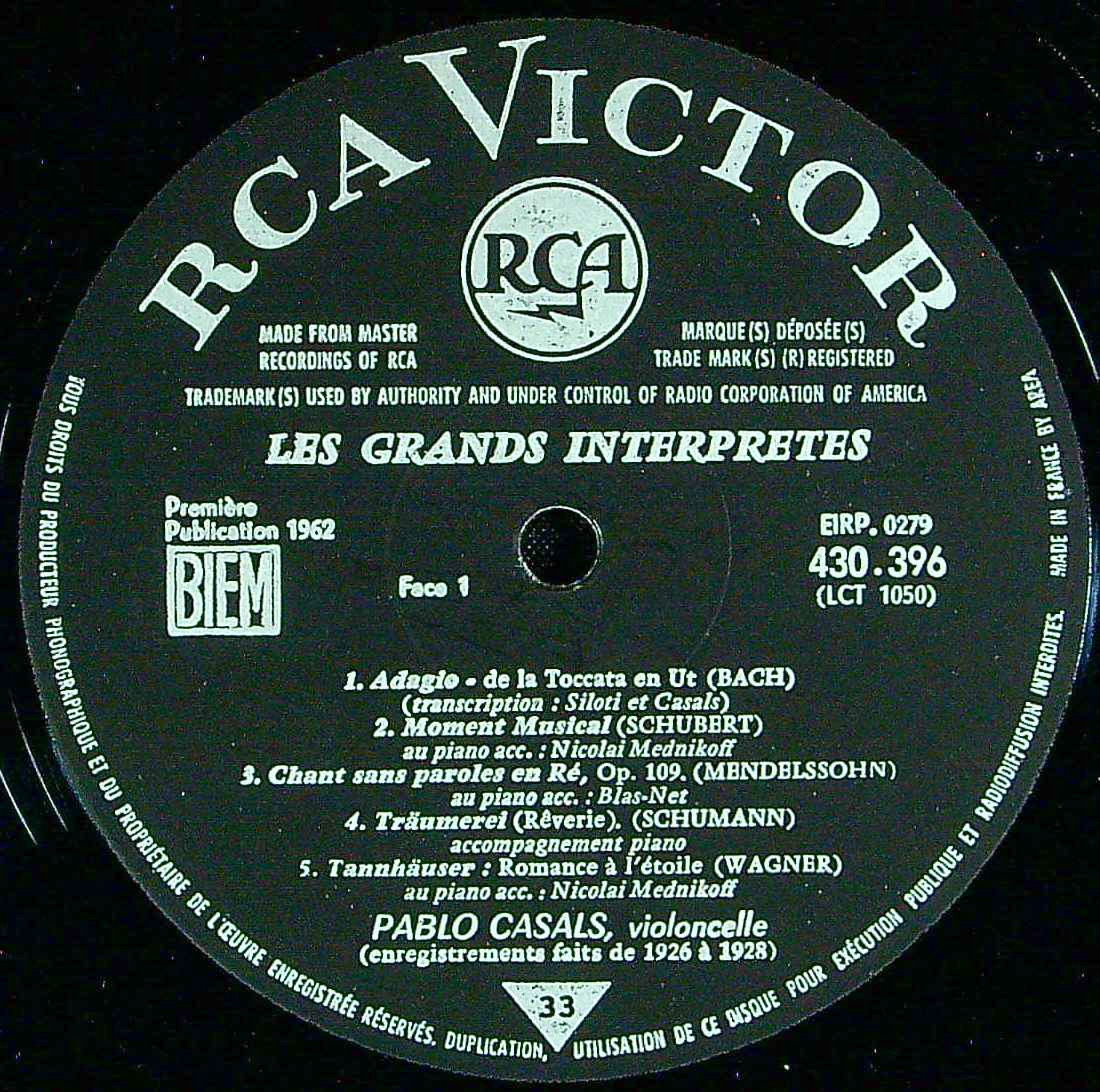 RCA VICTOR
RCA
MADE FROM MASTER
RECORDINGS OF RCA
MARQUE(S) DÉPOSÉE(S)
TRADE MARK(S) (R) REGISTERED
TRADEMARK(S) USED BY AUTHORITY AND UNDER CONTROL OF RADIO CORPORATION OF AMERICA
LES GRANDS INTERPRETES
Première
Publication 1962
BIEM
Face 1
EIRP. 0279
430.396
(LCT 1050)
1. Adagio - de la Toccata en Ut (BACH)
(transcription : Siloti et Casals)
2. Moment Musical (SCHUBERT)
au piano acc. : Nicolai Mednikoff
3. Chant sans paroles en Ré, Op. 109. (MENDELSSOHN)
au piano acc. : Blas-Net
4. Träumerei (Rêverie). (SCHUMANN)
accompagnement piano
5. Tannhäuser : Romance à l'étoile (WAGNER)
au piano acc. : Nicolai Mednikoff
PABLO CASALS, violoncelle
(enregistrements faits de 1926 à 1928)
33
TOUS DROITS DU PRODUCTEUR PHONOGRAPHIQUE ET DU PROPRIÉTAIRE DE L'ŒUVRE ENREGISTRÉE RÉSERVÉS. DUPLICATION, UTILISATION DE CE DISQUE POUR EXÉCUTION PUBLIQUE ET RADIODIFFUSION INTERDITES. MADE IN FRANCE BY AREA